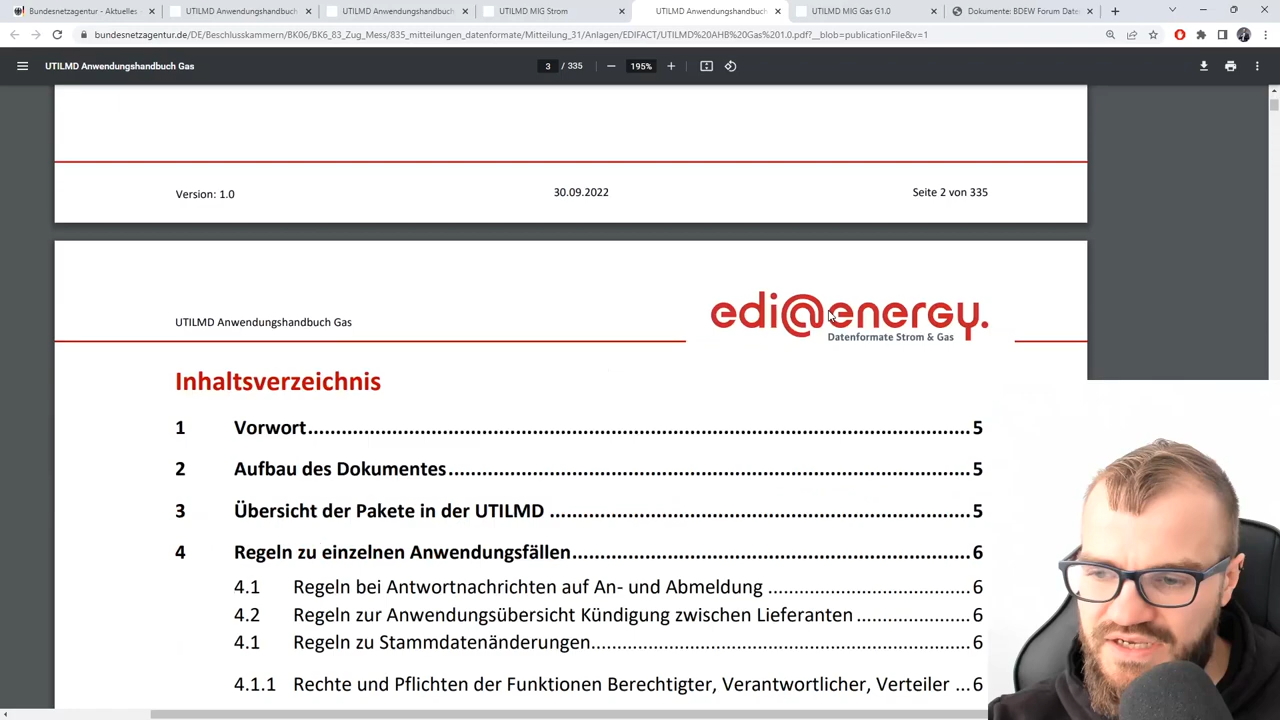 Bundesnetzagentur - Aktuelles
UTILMD Anwendungshandbuch
UTILMD Anwendungshandbuch
UTILMD MIG Strom
UTILMD Anwendungshandbuch
UTILMD MIG Gas G1.0
Dokumente: BDEW Forum Date
bundesnetzagentur.de/DE/Beschlusskammern/BK06/BK6_83_Zug_Mess/835_mitteilungen_datenformate/Mitteilung_31/Anlagen/EDIFACT/UTILMD%20AHB%20Gas%201.0.pdf?__blob=publicationFile&v=1
UTILMD Anwendungshandbuch Gas
3 / 335
195%
Version: 1.0
30.09.2022
Seite 2 von 335
UTILMD Anwendungshandbuch Gas
edi@energy.
Datenformate Strom & Gas
Inhaltsverzeichnis
1 Vorwort 5
2 Aufbau des Dokumentes 5
3 Übersicht der Pakete in der UTILMD 5
4 Regeln zu einzelnen Anwendungsfällen 6
4.1 Regeln bei Antwortnachrichten auf An- und Abmeldung 6
4.2 Regeln zur Anwendungsübersicht Kündigung zwischen Lieferanten 6
4.1 Regeln zu Stammdatenänderungen 6
4.1.1 Rechte und Pflichten der Funktionen Berechtigter, Verantwortlicher, Verteiler ... 6